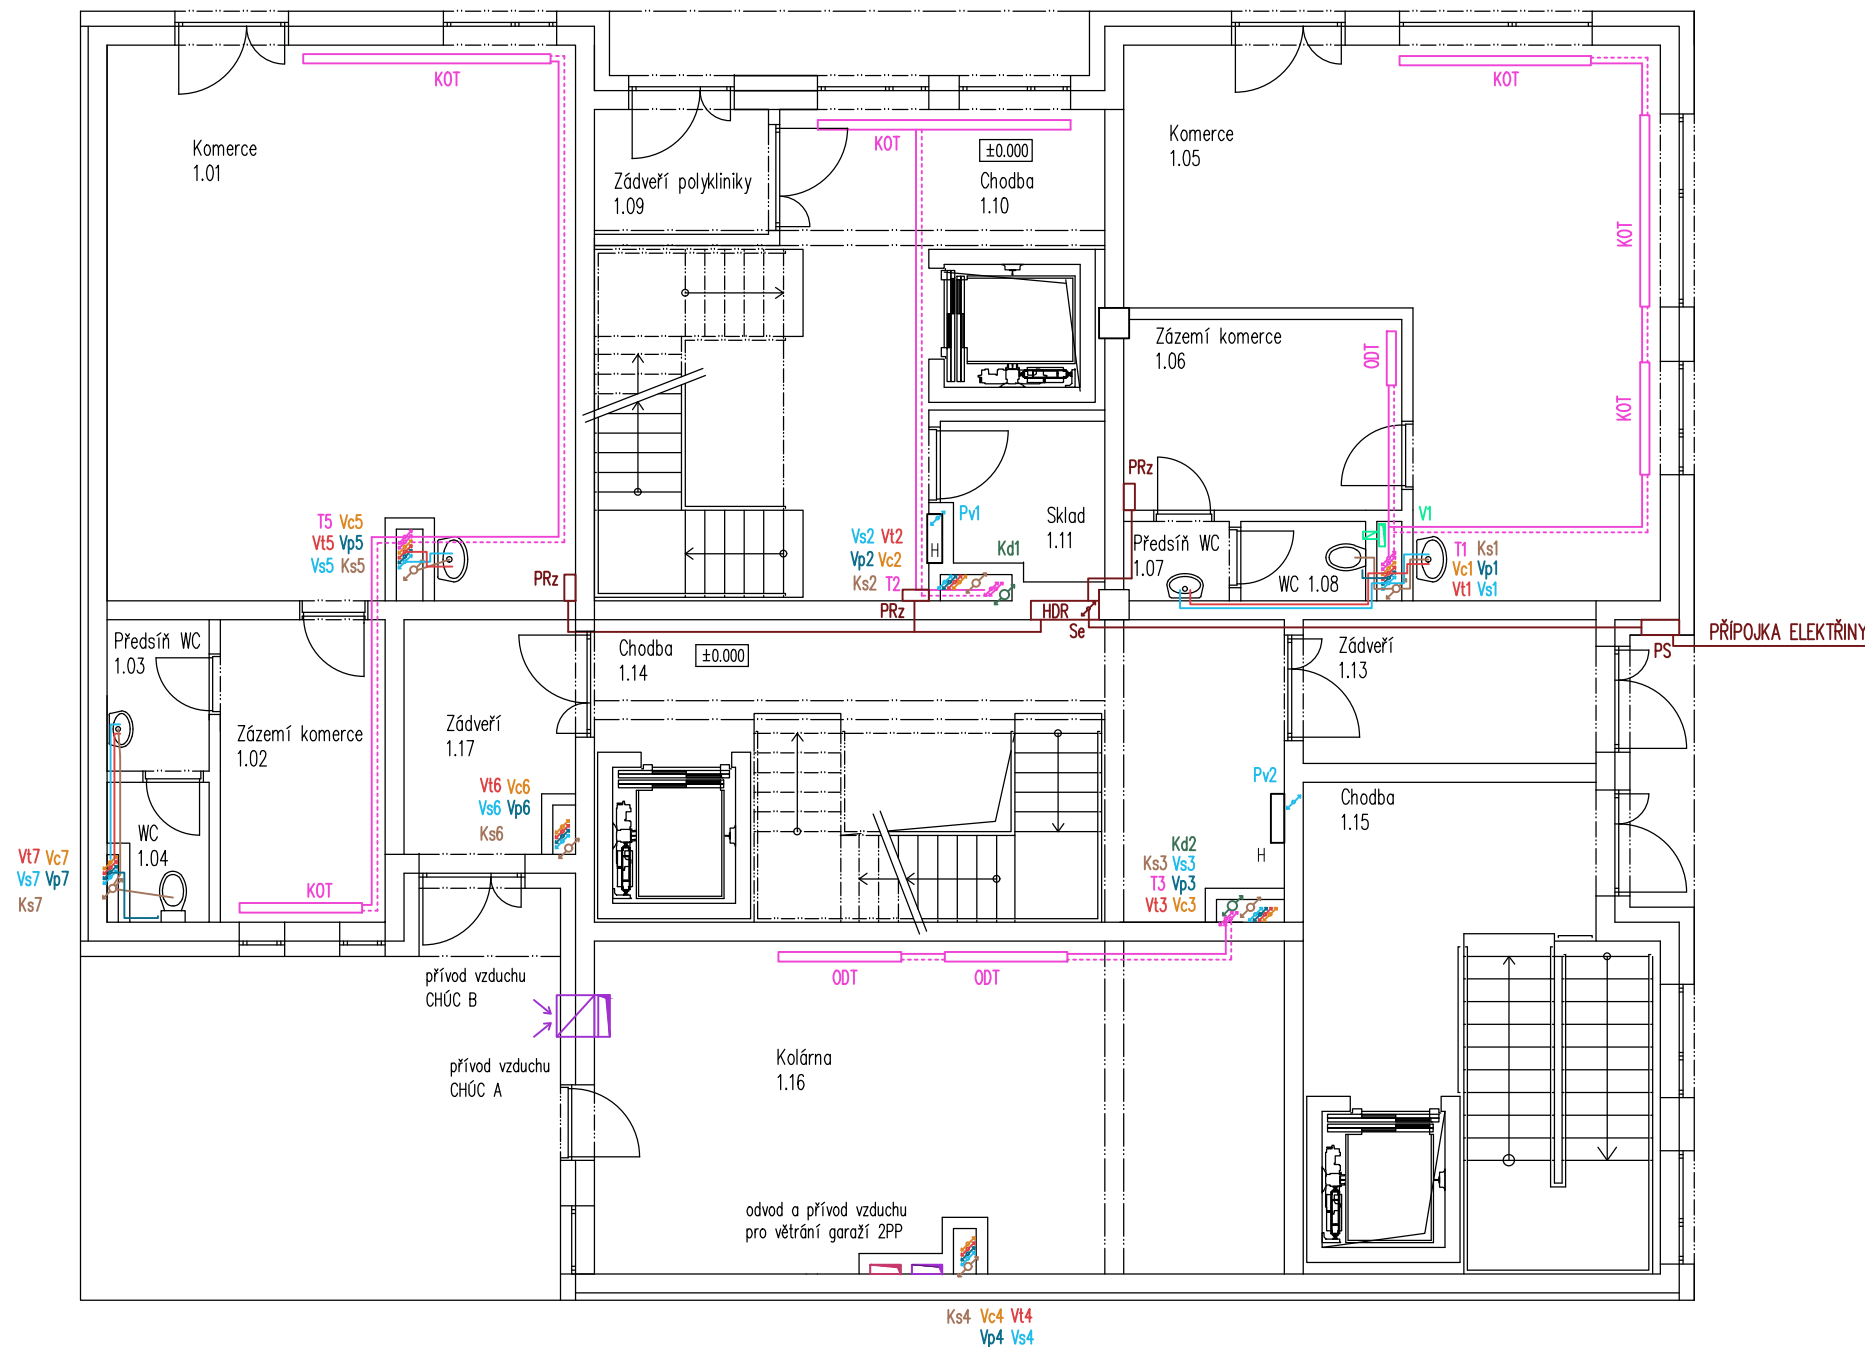 KOT
KOT
Komerce
1.01
KOT
±0.000
Komerce
1.05
Zádveří polykliniky
1.09
Chodba
1.10
KOT
Zázemí komerce
1.06
ODT
KOT
PRz
T5 Vc5
Vt5 Vp5
Vs5 Ks5
Vs2 Vt2
Vp2 Vc2
Ks2 T2
Pv1
H
Kd1
Sklad
1.11
V1
Předsíň WC
1.07
WC 1.08
T1 Ks1
Vc1 Vp1
Vt1 Vs1
PRz
PRz
HDR
Se
PŘÍPOJKA ELEKTŘINY
PS
Předsíň WC
1.03
Chodba
1.14
±0.000
Zádveří
1.13
Zázemí komerce
1.02
Zádveří
1.17
Vt6 Vc6
Vs6 Vp6
Ks6
Pv2
Chodba
1.15
WC
1.04
Vt7 Vc7
Vs7 Vp7
Ks7
H
Kd2
Ks3 Vs3
T3 Vp3
Vt3 Vc3
KOT
ODT
ODT
přívod vzduchu
CHÚC B
přívod vzduchu
CHÚC A
Kolárna
1.16
odvod a přívod vzduchu
pro větrání garaží 2PP
Ks4 Vc4 Vt4
Vp4 Vs4